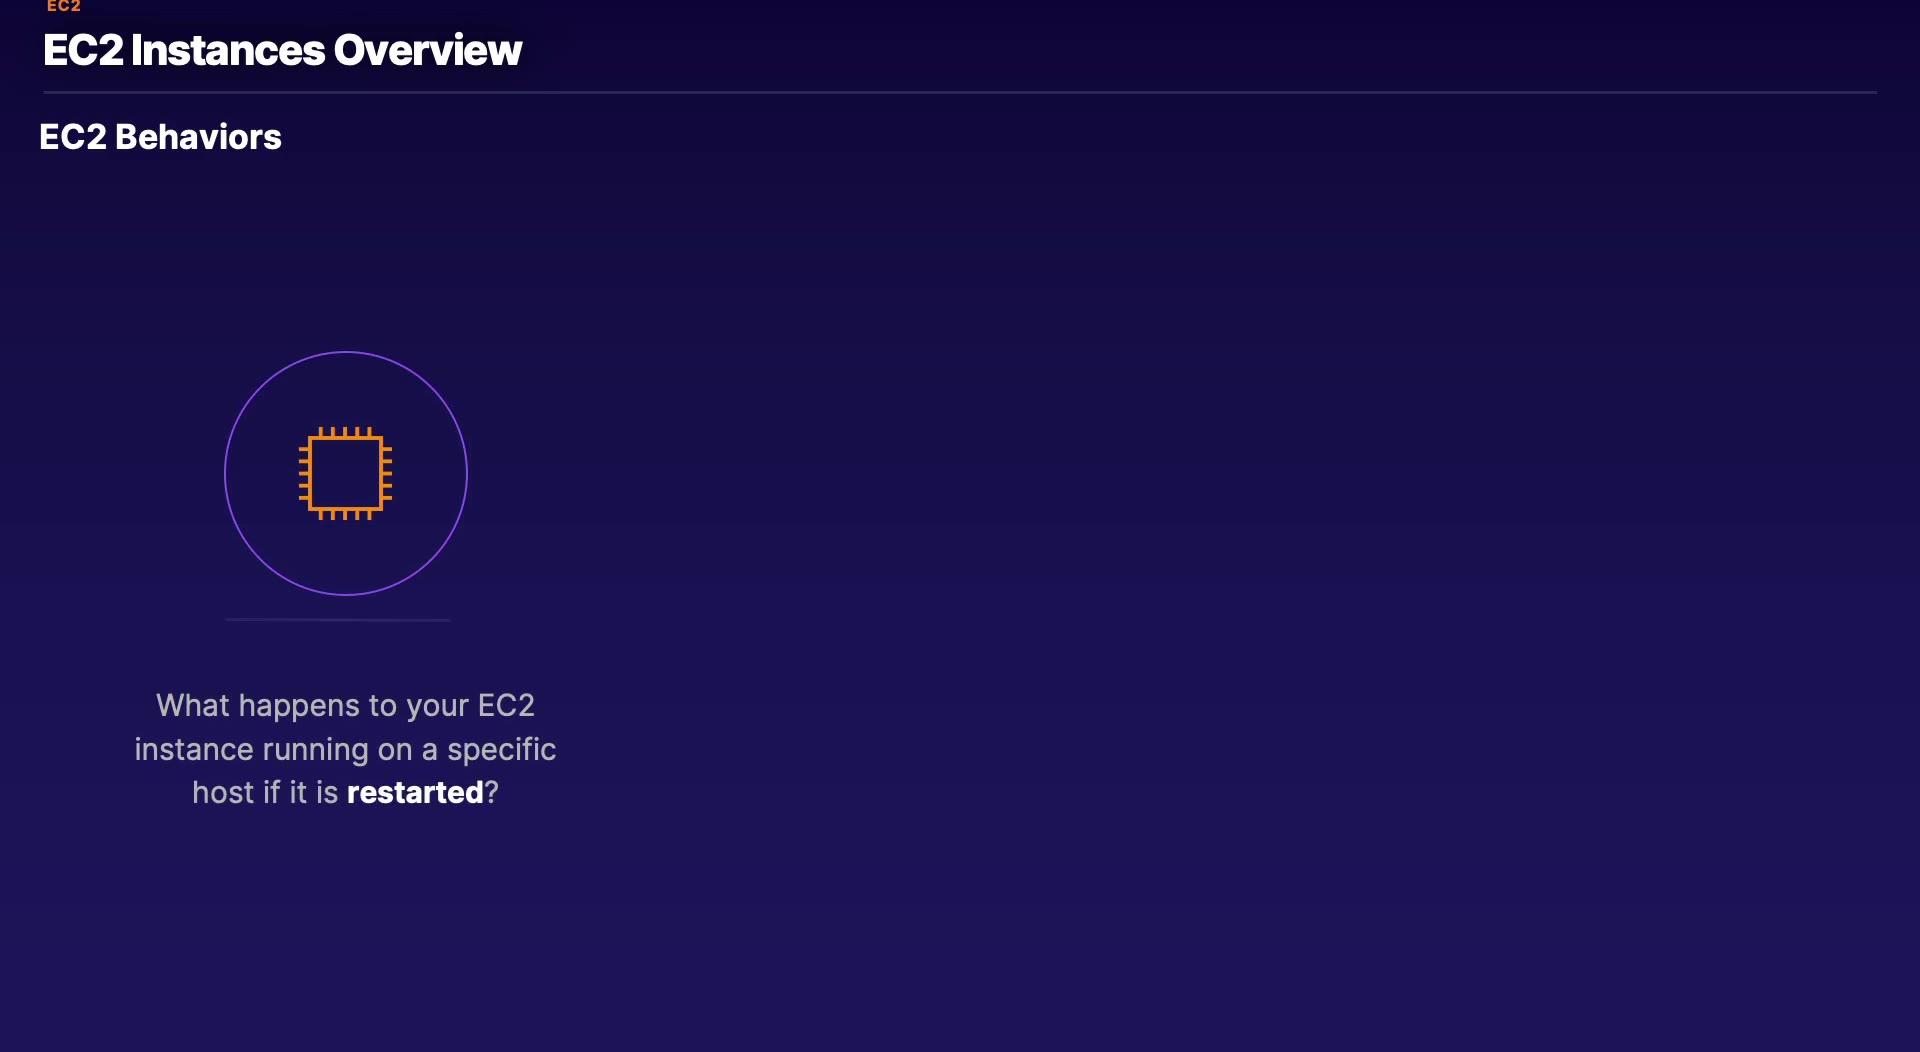 EC2
EC2 Instances Overview
EC2 Behaviors
What happens to your EC2
instance running on a specific
host if it is restarted?